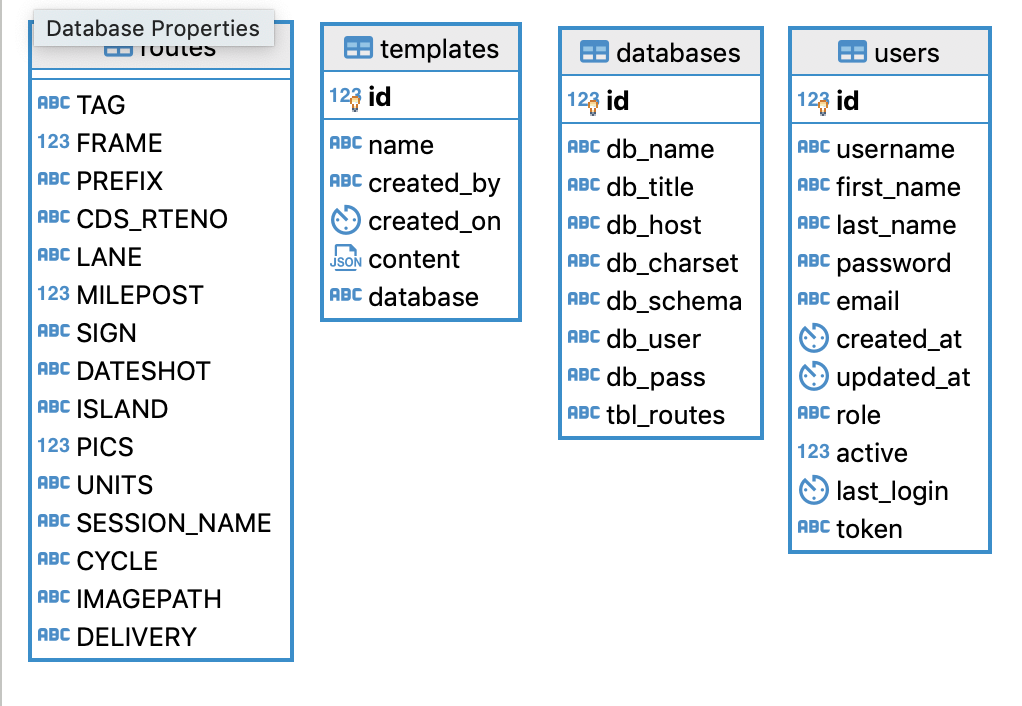 Database Properties
routes
ABC TAG
123 FRAME
ABC PREFIX
ABC CDS_RTENO
ABC LANE
123 MILEPOST
ABC SIGN
ABC DATESHOT
ABC ISLAND
123 PICS
ABC UNITS
ABC SESSION_NAME
ABC CYCLE
ABC IMAGEPATH
ABC DELIVERY
templates
123 id
ABC name
ABC created_by
created_on
JSON content
ABC database
databases
123 id
ABC db_name
ABC db_title
ABC db_host
ABC db_charset
ABC db_schema
ABC db_user
ABC db_pass
ABC tbl_routes
users
123 id
ABC username
ABC first_name
ABC last_name
ABC password
ABC email
created_at
updated_at
ABC role
123 active
last_login
ABC token